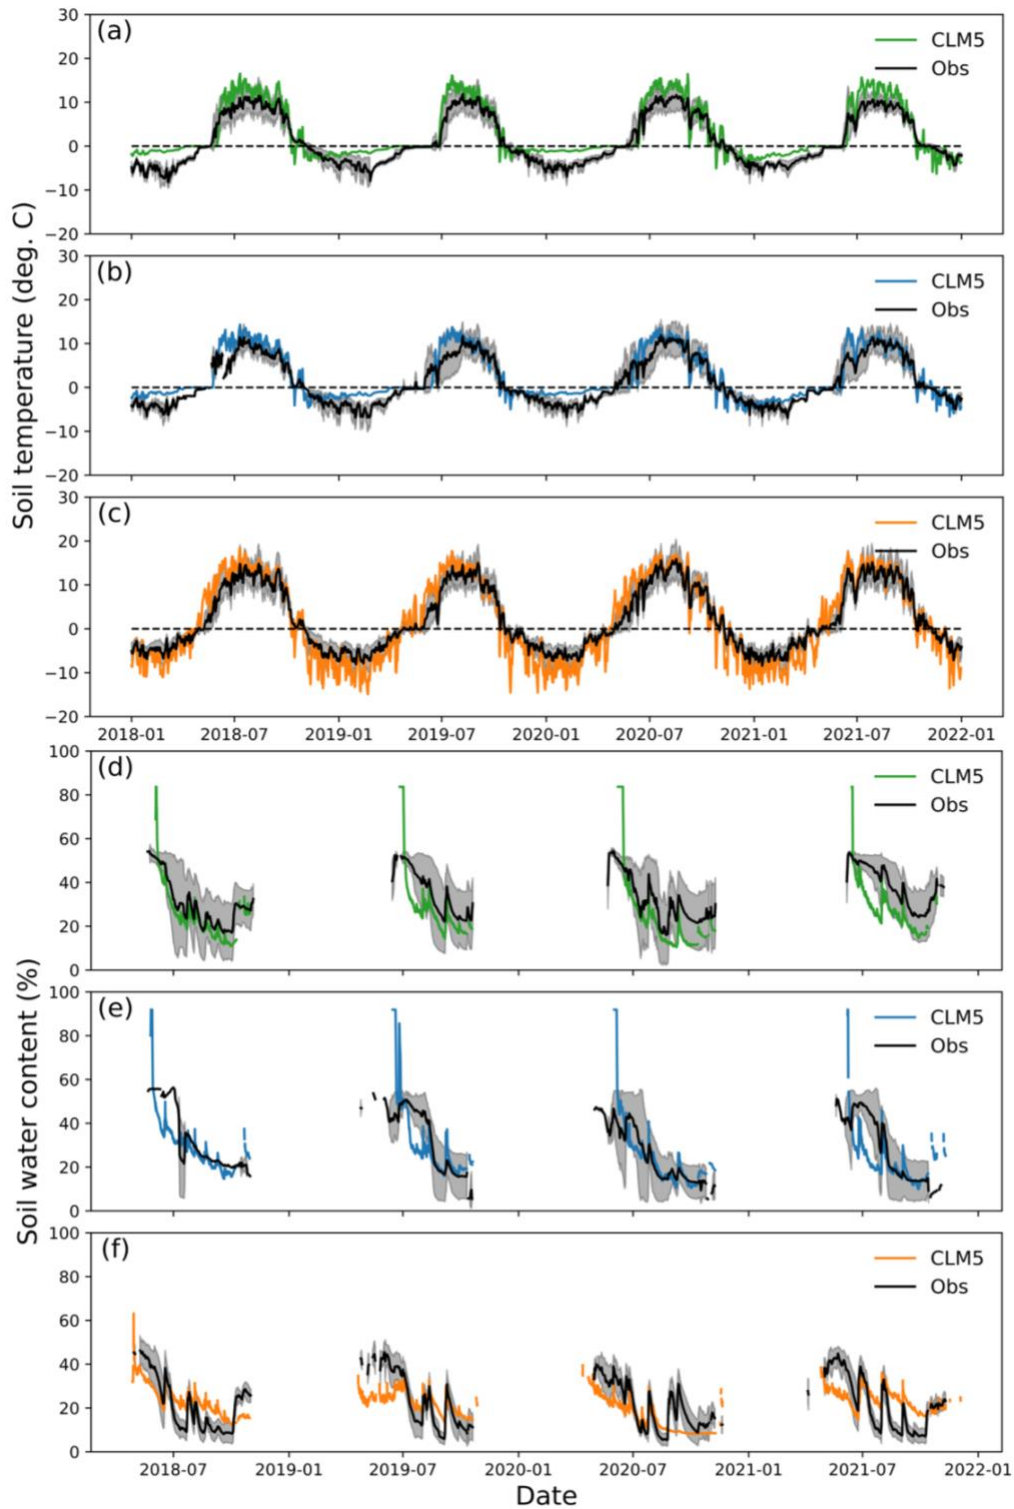 (a)
CLM5
Obs
30
20
10
0
−10
−20
(b)
CLM5
Obs
30
20
10
0
−10
−20
Soil temperature (deg. C)
(c)
CLM5
Obs
30
20
10
0
−10
−20
2018-01 2018-07 2019-01 2019-07 2020-01 2020-07 2021-01 2021-07 2022-01
(d)
CLM5
Obs
100
80
60
40
20
0
(e)
CLM5
Obs
100
80
60
40
20
0
Soil water content (%)
(f)
CLM5
Obs
100
80
60
40
20
0
2018-07 2019-01 2019-07 2020-01 2020-07 2021-01 2021-07 2022-01
Date